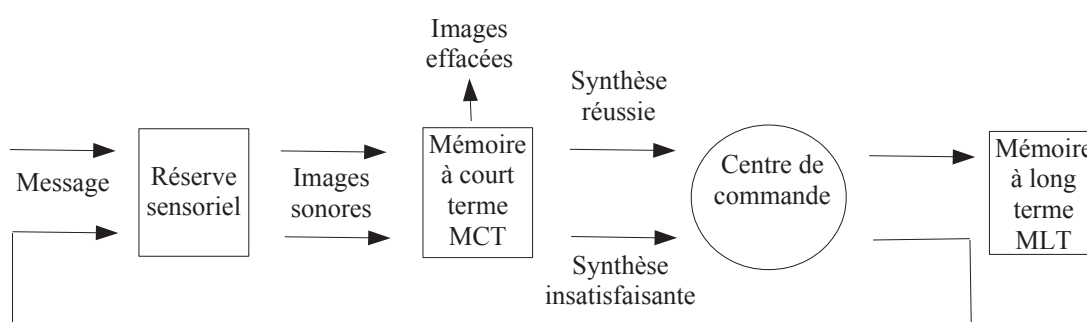 Images
effacées
Synthèse
réussie
Message
Réserve
sensoriel
Images
sonores
Mémoire
à court
terme
MCT
Centre de
commande
Mémoire
à long
terme
MLT
Synthèse
insatisfaisante